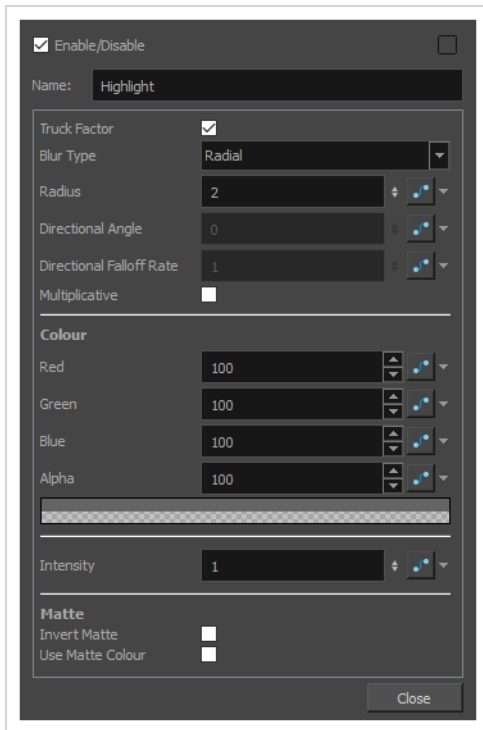 Enable/Disable
Name: Highlight
Truck Factor
Blur Type Radial
Radius 2
Directional Angle 0
Directional Falloff Rate 1
Multiplicative
Colour
Red 100
Green 100
Blue 100
Alpha 100
Intensity 1
Matte
Invert Matte
Use Matte Colour
Close